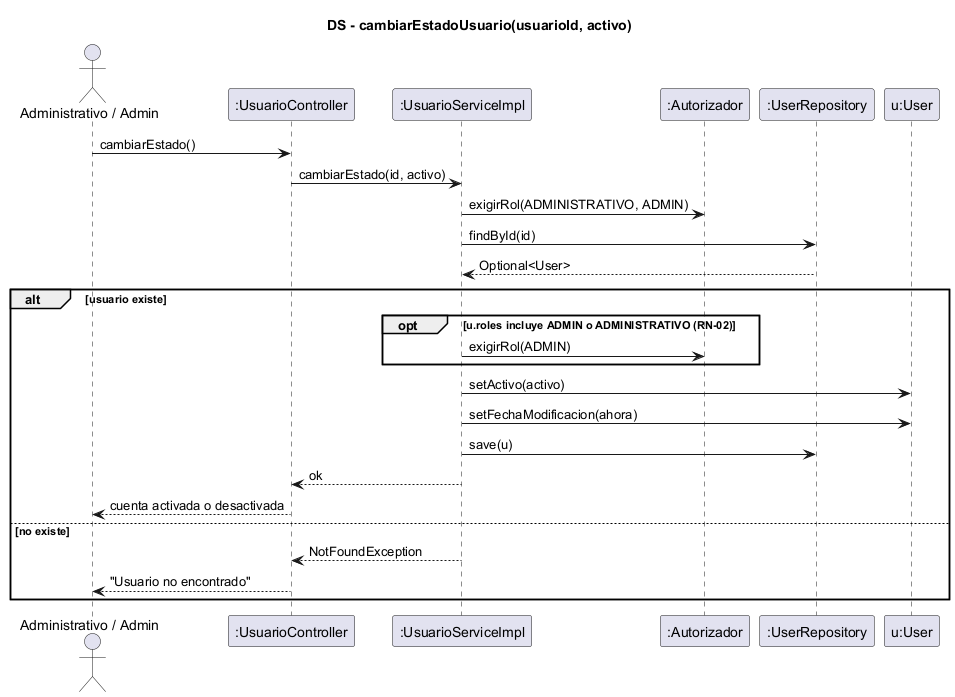 DS - cambiarEstadoUsuario(usuarioId, activo)
Administrativo / Admin
:UsuarioController
:UsuarioServiceImpl
:Autorizador
:UserRepository
u:User
cambiarEstado()
cambiarEstado(id, activo)
exigirRol(ADMINISTRATIVO, ADMIN)
findById(id)
Optional<User>
alt [usuario existe]
opt [u.roles incluye ADMIN o ADMINISTRATIVO (RN-02)]
exigirRol(ADMIN)
setActivo(activo)
setFechaModificacion(ahora)
save(u)
ok
cuenta activada o desactivada
[no existe]
NotFoundException
"Usuario no encontrado"
Administrativo / Admin
:UsuarioController
:UsuarioServiceImpl
:Autorizador
:UserRepository
u:User